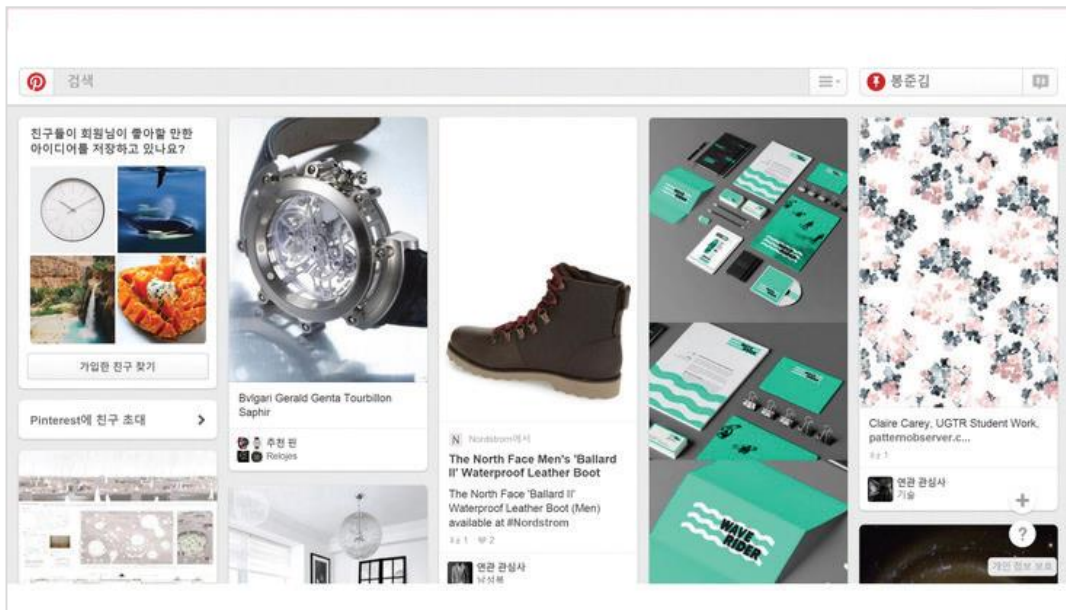 검색
봉준김
친구들이 회원님이 좋아할 만한
아이디어를 저장하고 있나요?
가입한 친구 찾기
Pinterest에 친구 초대
Bvlgari Gerald Genta Tourbillon
Saphir
추천 핀
Relojes
N Nordstrom에서
The North Face Men's 'Ballard
II' Waterproof Leather Boot
The North Face 'Ballard II'
Waterproof Leather Boot (Men)
available at #Nordstrom
1 2
연관 관심사
남성복
WAVE
RIDER
Claire Carey, UGTR Student Work,
patternobserver.c...
1
연관 관심사
기술
+
?
개인 정보 보호